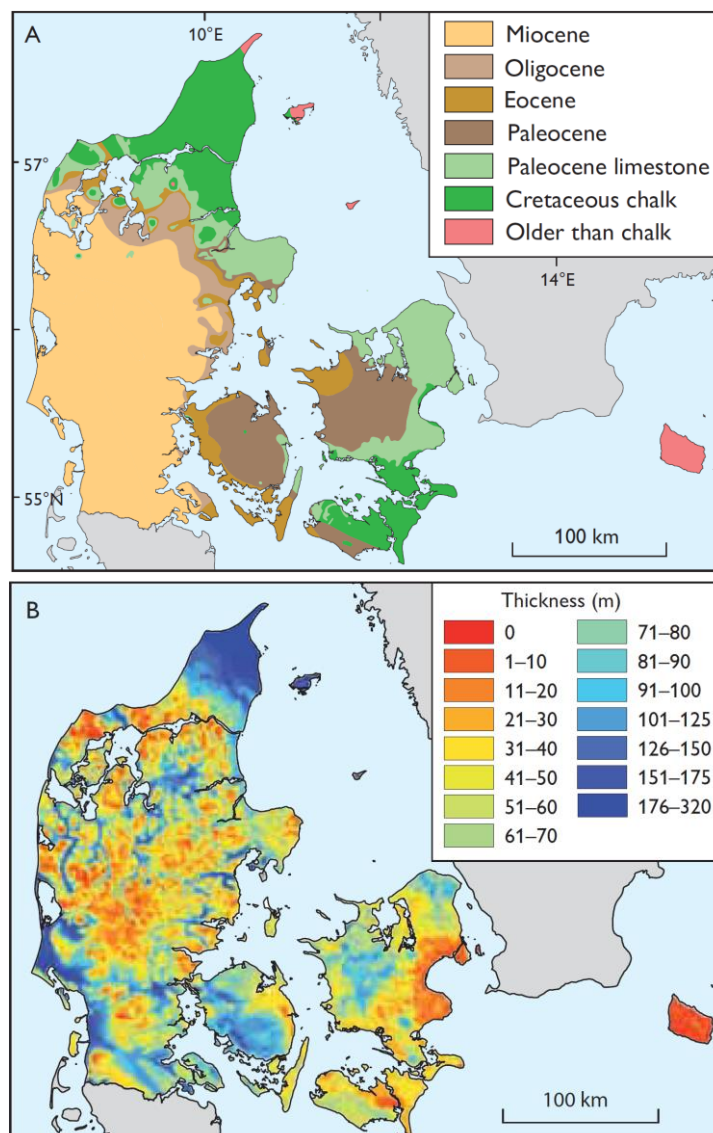 A
10°E
Miocene
Oligocene
Eocene
Paleocene
Paleocene limestone
Cretaceous chalk
Older than chalk
57°
14°E
55°N
100 km
B
Thickness (m)
0
1–10
11–20
21–30
31–40
41–50
51–60
61–70
71–80
81–90
91–100
101–125
126–150
151–175
176–320
100 km